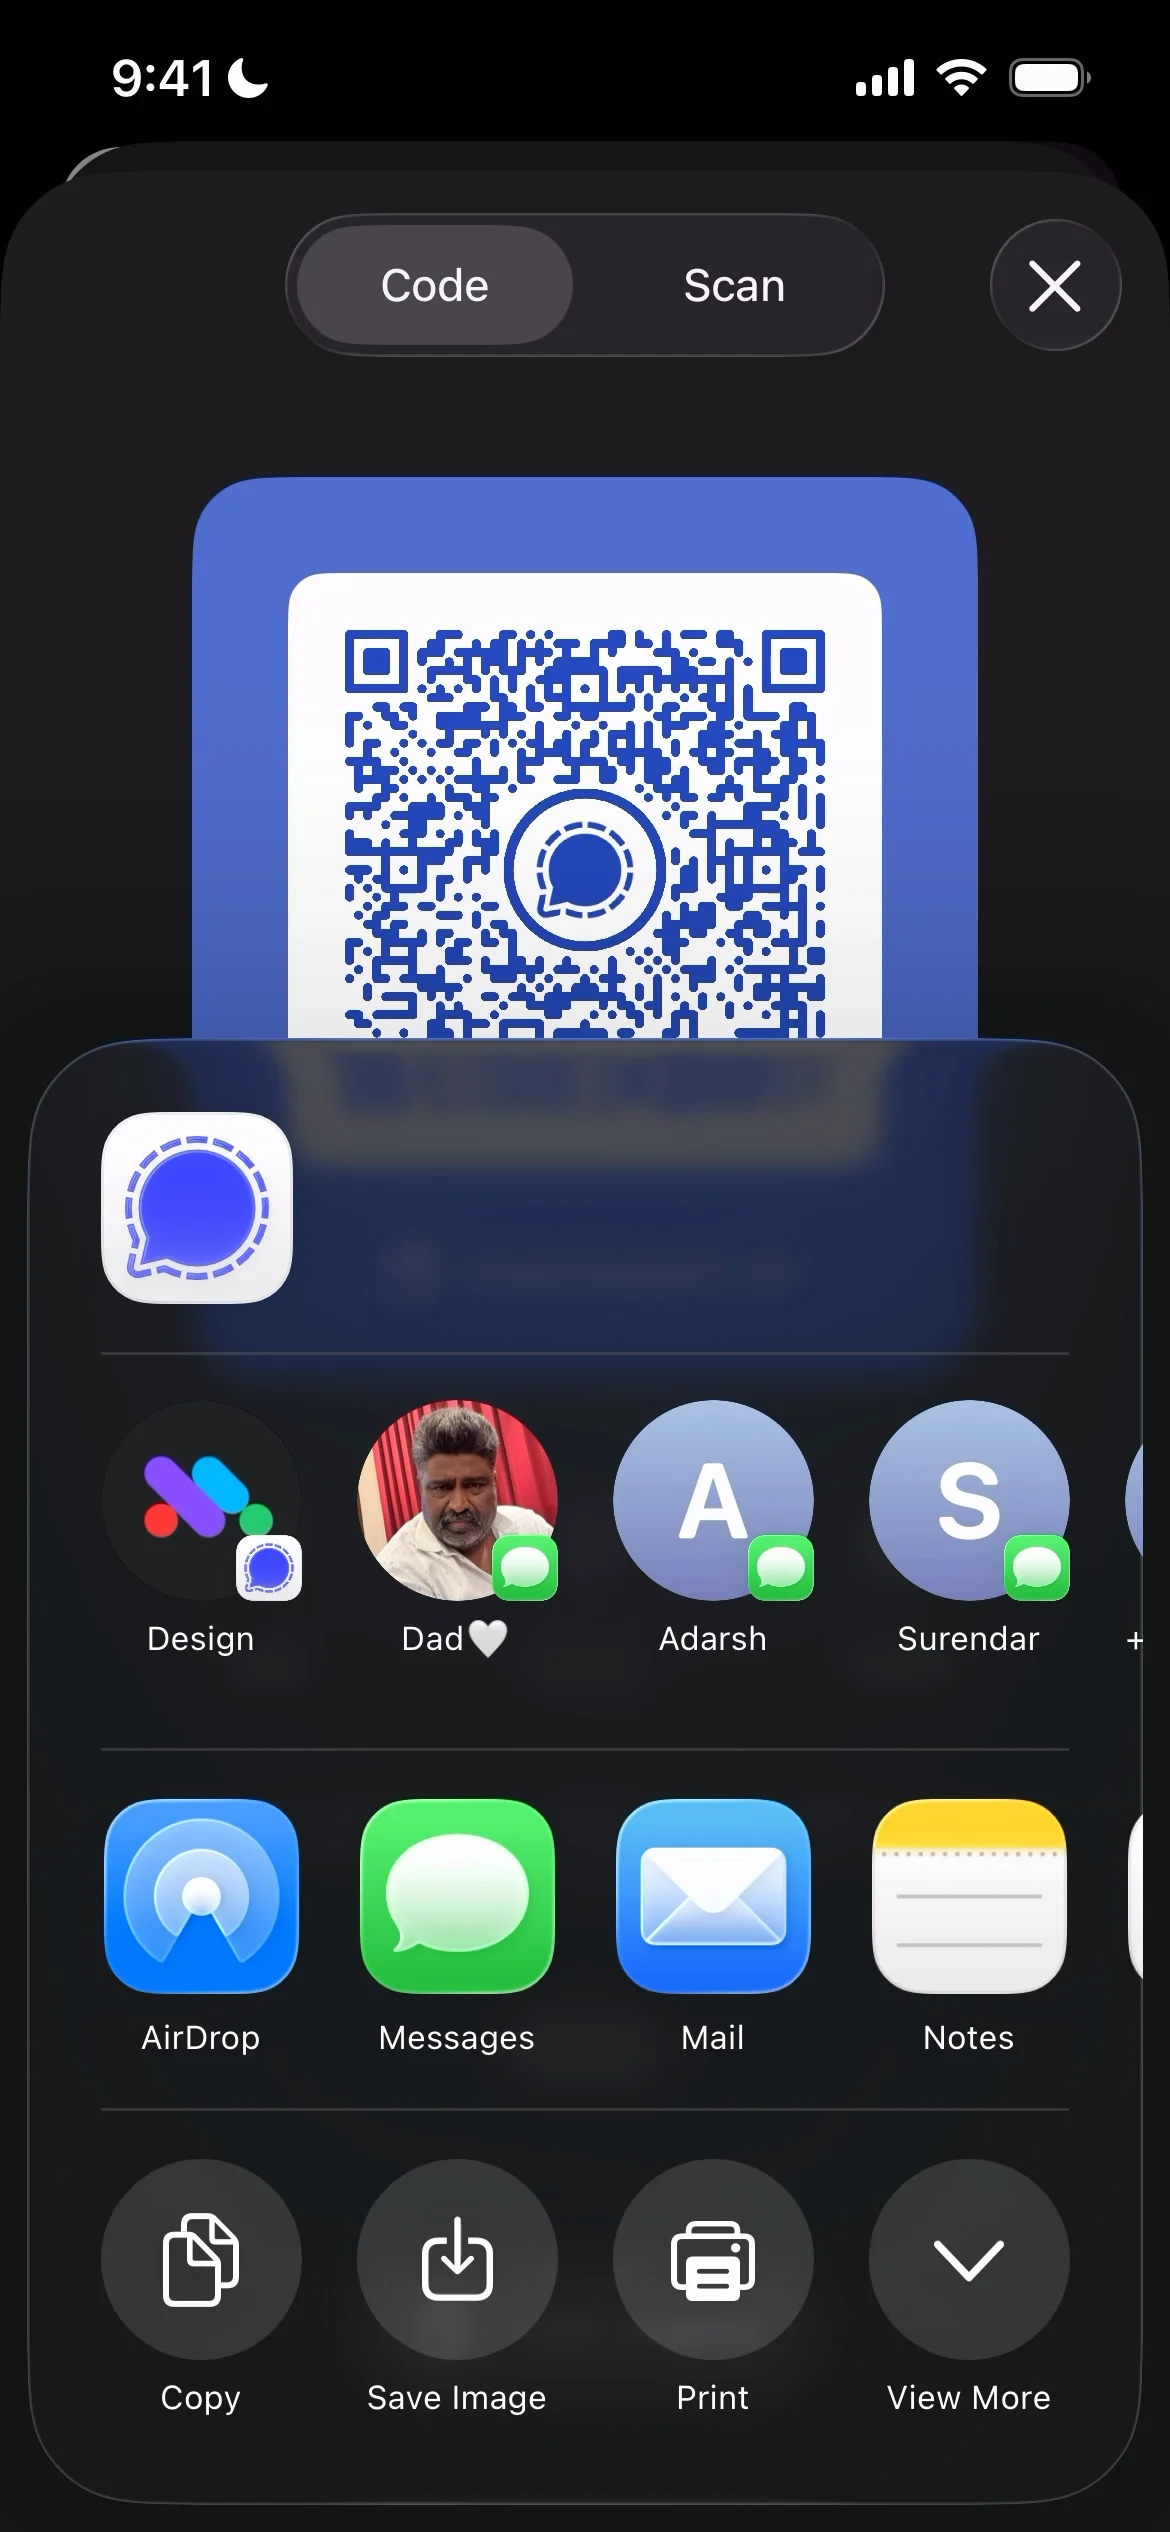 9:41
Code
Scan
Design
Dad🤍
A
Adarsh
S
Surendar
+
AirDrop
Messages
Mail
Notes
Copy
Save Image
Print
View More